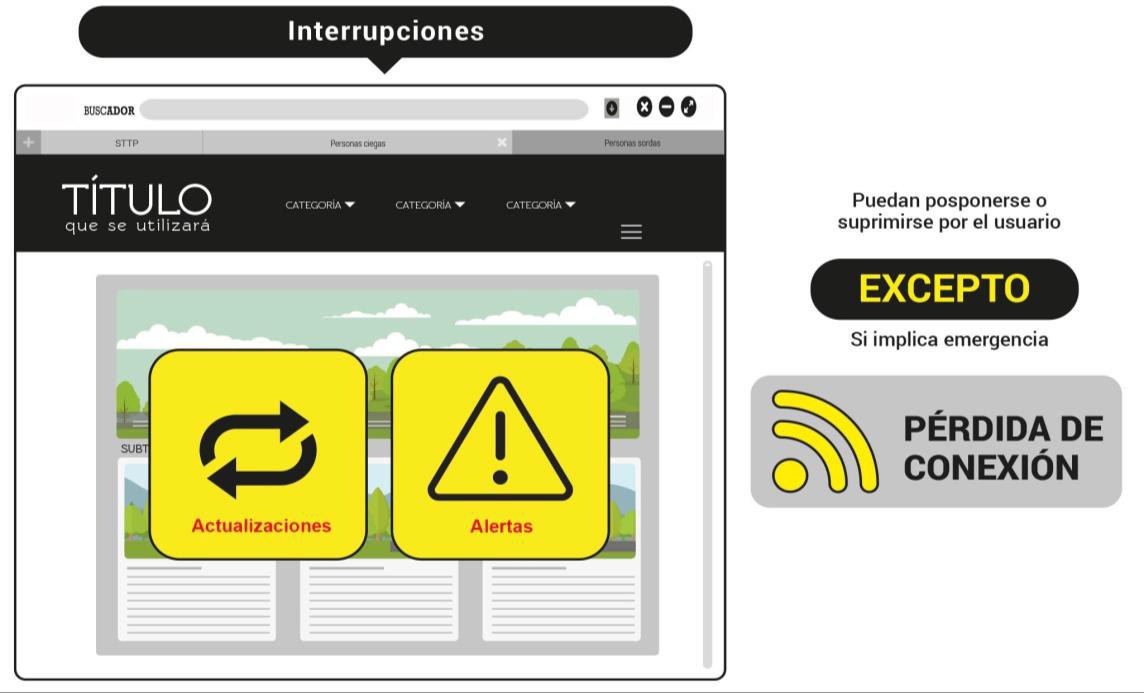 Interrupciones
BUSCADOR
STTP
Personas ciegas
Personas sordas
TÍTULO
que se utilizará
CATEGORÍA
CATEGORÍA
CATEGORÍA
SUBT
Actualizaciones
Alertas
Puedan posponerse o
suprimirse por el usuario
EXCEPTO
Si implica emergencia
PÉRDIDA DE
CONEXIÓN